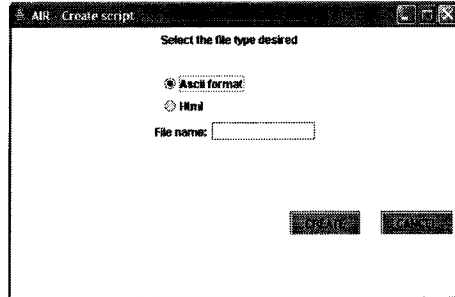 AIR - Create script
Select the file type desired
Ascii format
Html
File name:
CREATE
CANCEL